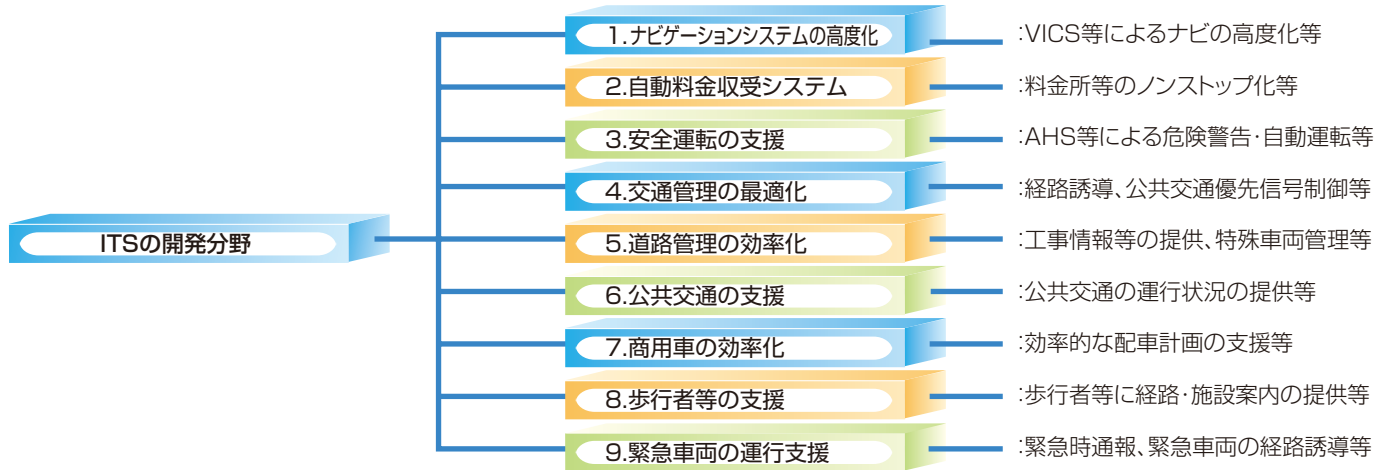 ITSの開発分野
1.ナビゲーションシステムの高度化
:VICS等によるナビの高度化等
2.自動料金収受システム
:料金所等のノンストップ化等
3.安全運転の支援
:AHS等による危険警告・自動運転等
4.交通管理の最適化
:経路誘導、公共交通優先信号制御等
5.道路管理の効率化
:工事情報等の提供、特殊車両管理等
6.公共交通の支援
:公共交通の運行状況の提供等
7.商用車の効率化
:効率的な配車計画の支援等
8.歩行者等の支援
:歩行者等に経路・施設案内の提供等
9.緊急車両の運行支援
:緊急時通報、緊急車両の経路誘導等